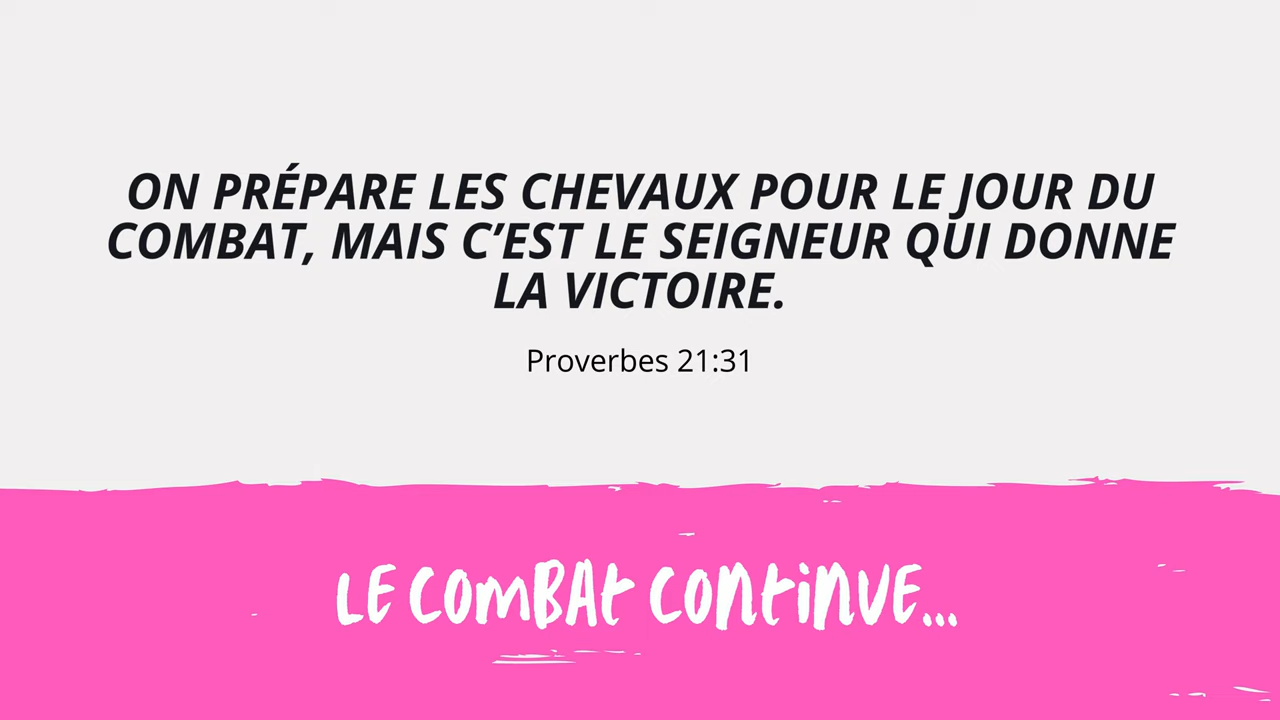 ON PRÉPARE LES CHEVAUX POUR LE JOUR DU
COMBAT, MAIS C’EST LE SEIGNEUR QUI DONNE
LA VICTOIRE.
Proverbes 21:31
LE COMBAT CONTINUE...